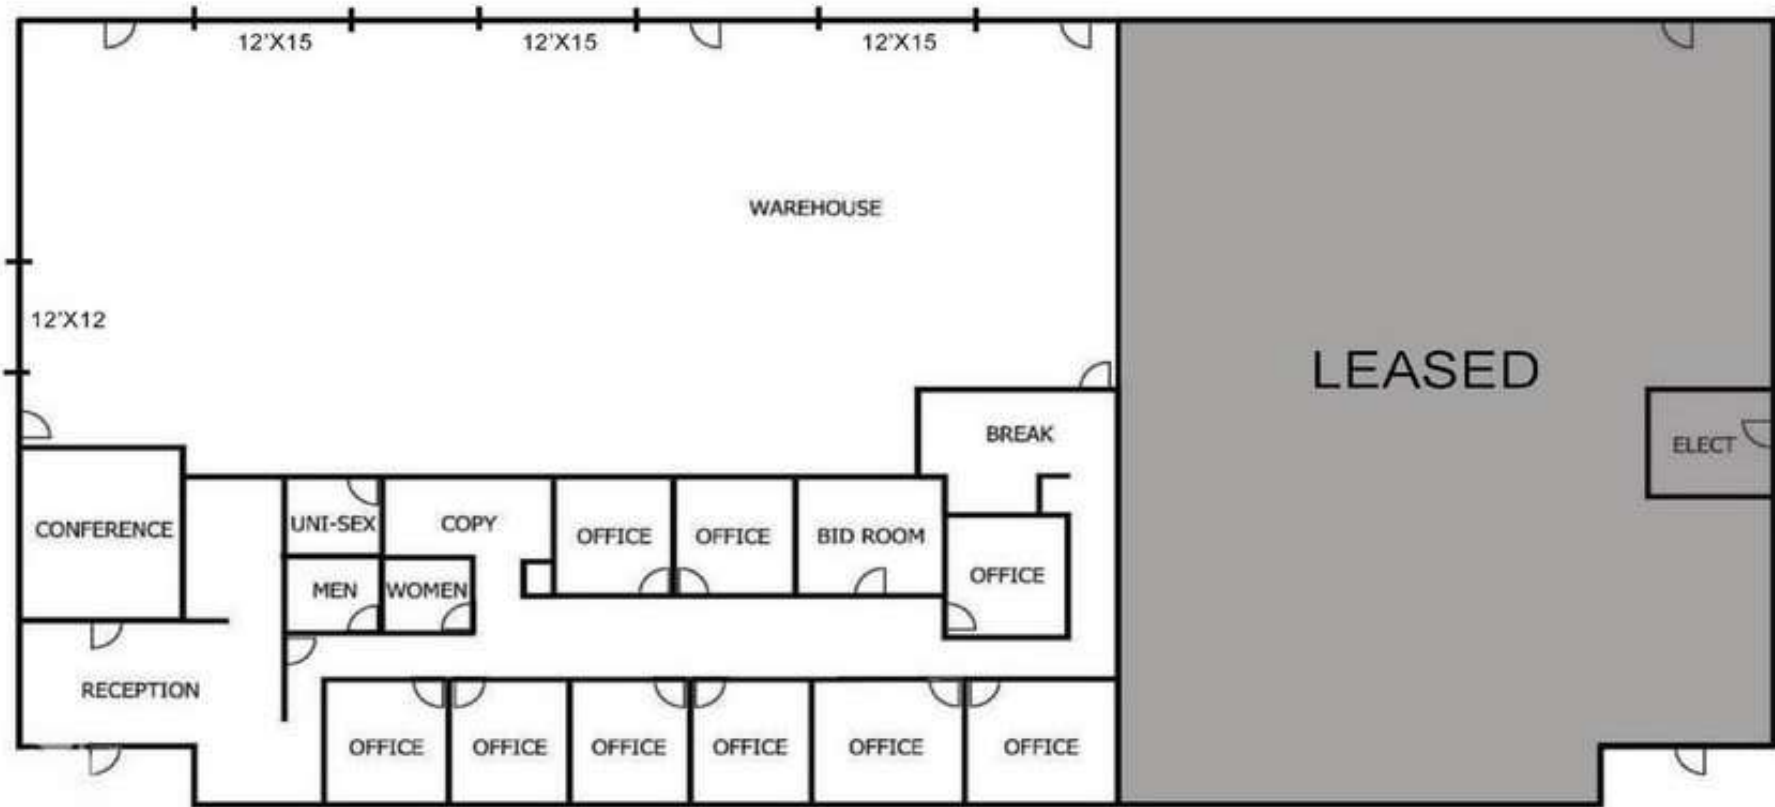 12'X15
12'X15
12'X15
WAREHOUSE
12'X12
LEASED
BREAK
ELECT
CONFERENCE
UNI-SEX
COPY
OFFICE
OFFICE
BID ROOM
OFFICE
MEN
WOMEN
RECEPTION
OFFICE
OFFICE
OFFICE
OFFICE
OFFICE
OFFICE